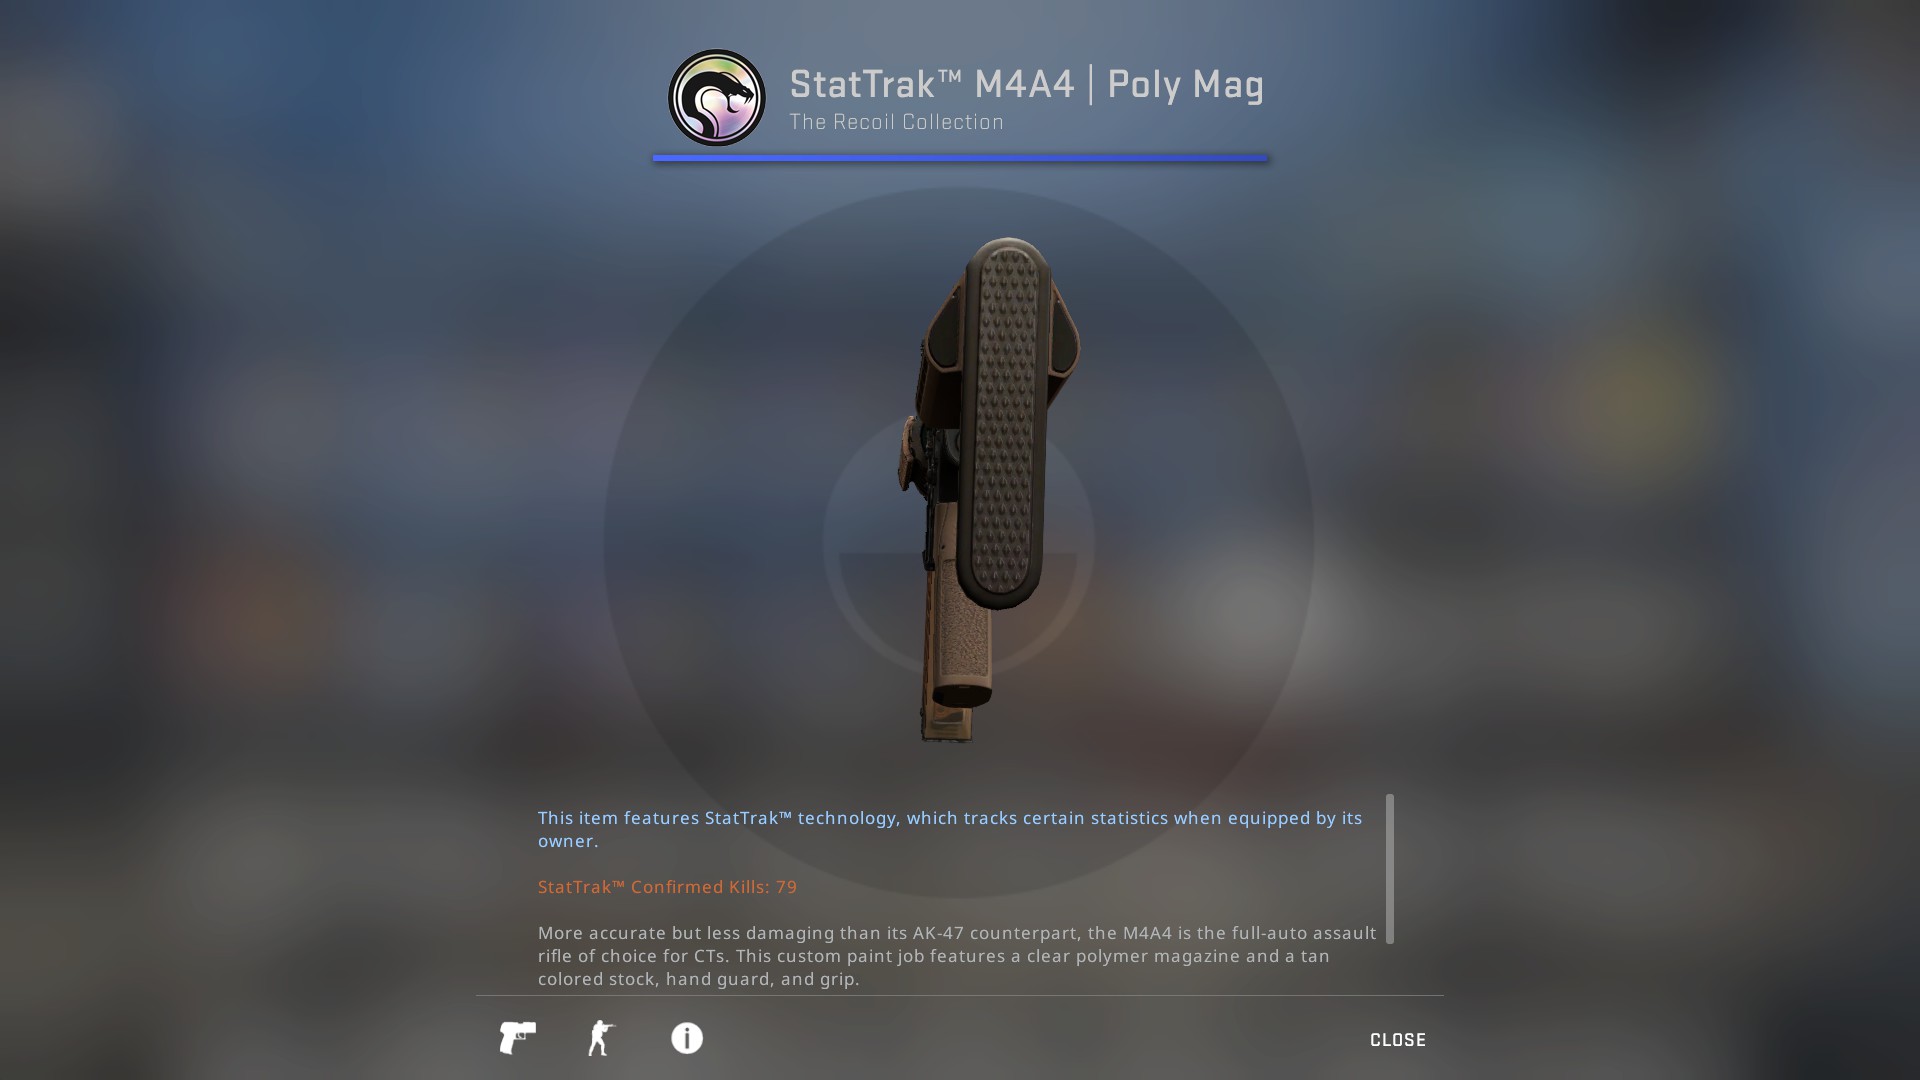 StatTrak™ M4A4 | Poly Mag
The Recoil Collection
This item features StatTrak™ technology, which tracks certain statistics when equipped by its
owner.
StatTrak™ Confirmed Kills: 79
More accurate but less damaging than its AK-47 counterpart, the M4A4 is the full-auto assault
rifle of choice for CTs. This custom paint job features a clear polymer magazine and a tan
colored stock, hand guard, and grip.
CLOSE